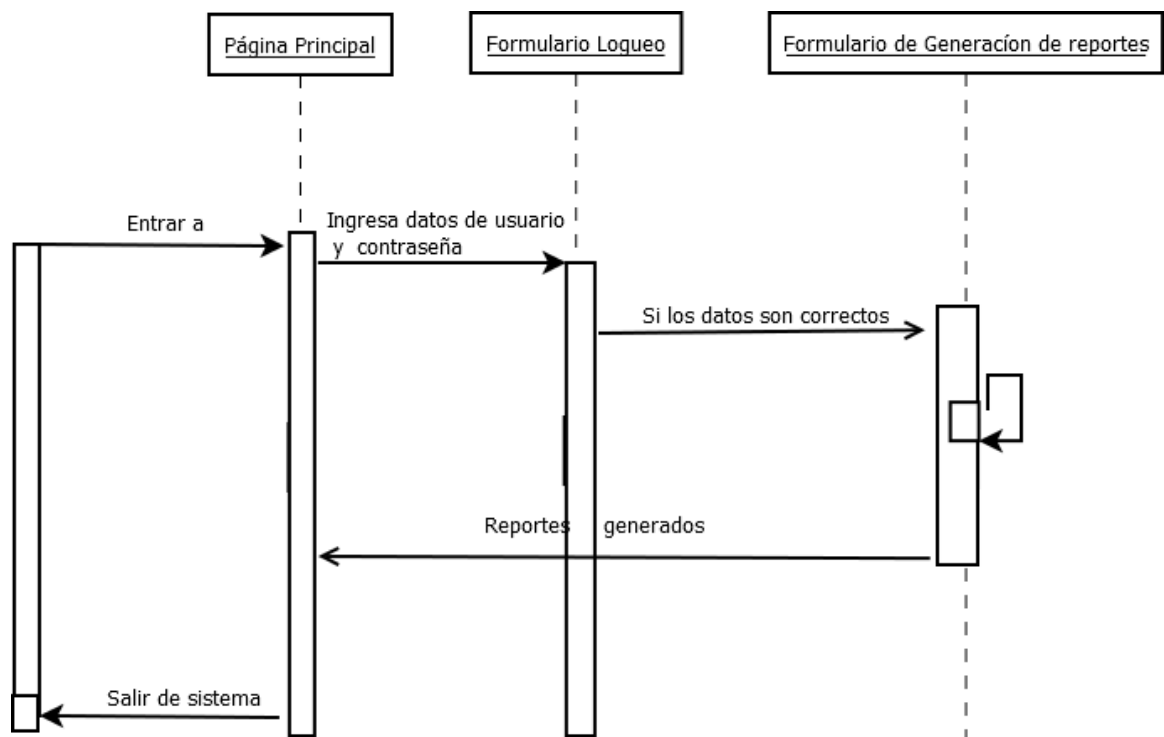 Página Principal
Formulario Logueo
Formulario de Generacíon de reportes
Entrar a
Ingresa datos de usuario
y contraseña
Si los datos son correctos
Reportes generados
Salir de sistema